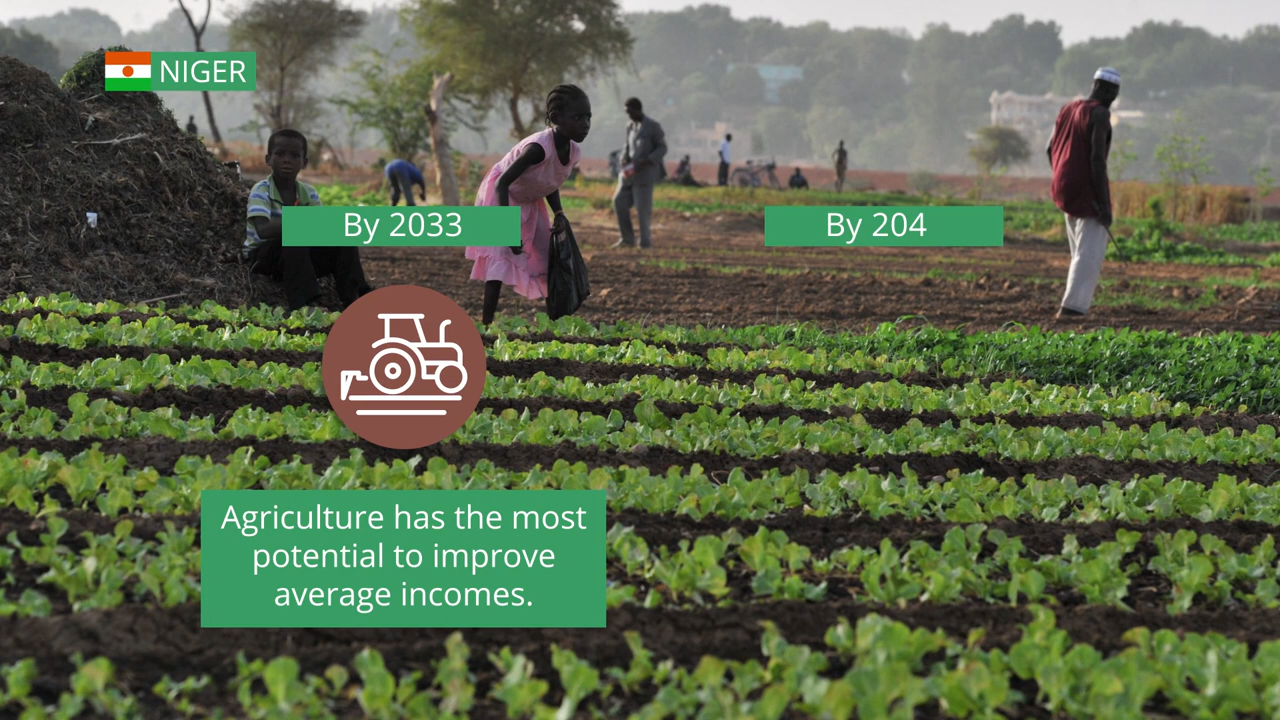 NIGER
By 2033
By 204
Agriculture has the most
potential to improve
average incomes.